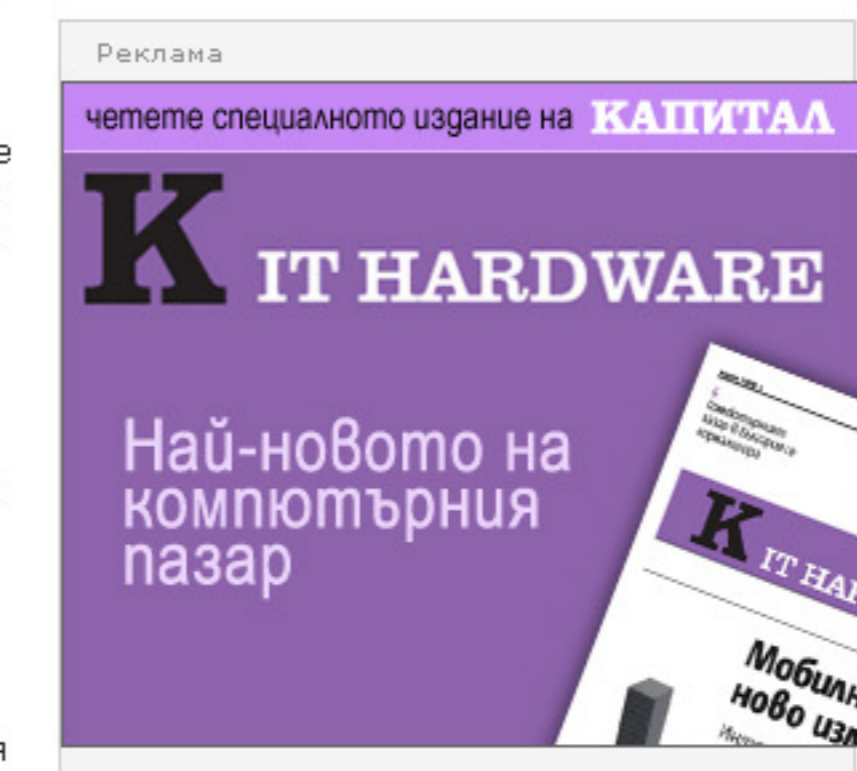 Реклама
четете специалното издание на КАПИТАЛ
К IT HARDWARE
Най-новото на
компютърния
пазар
е
К IT HAR
Мобилн
ново изм
я